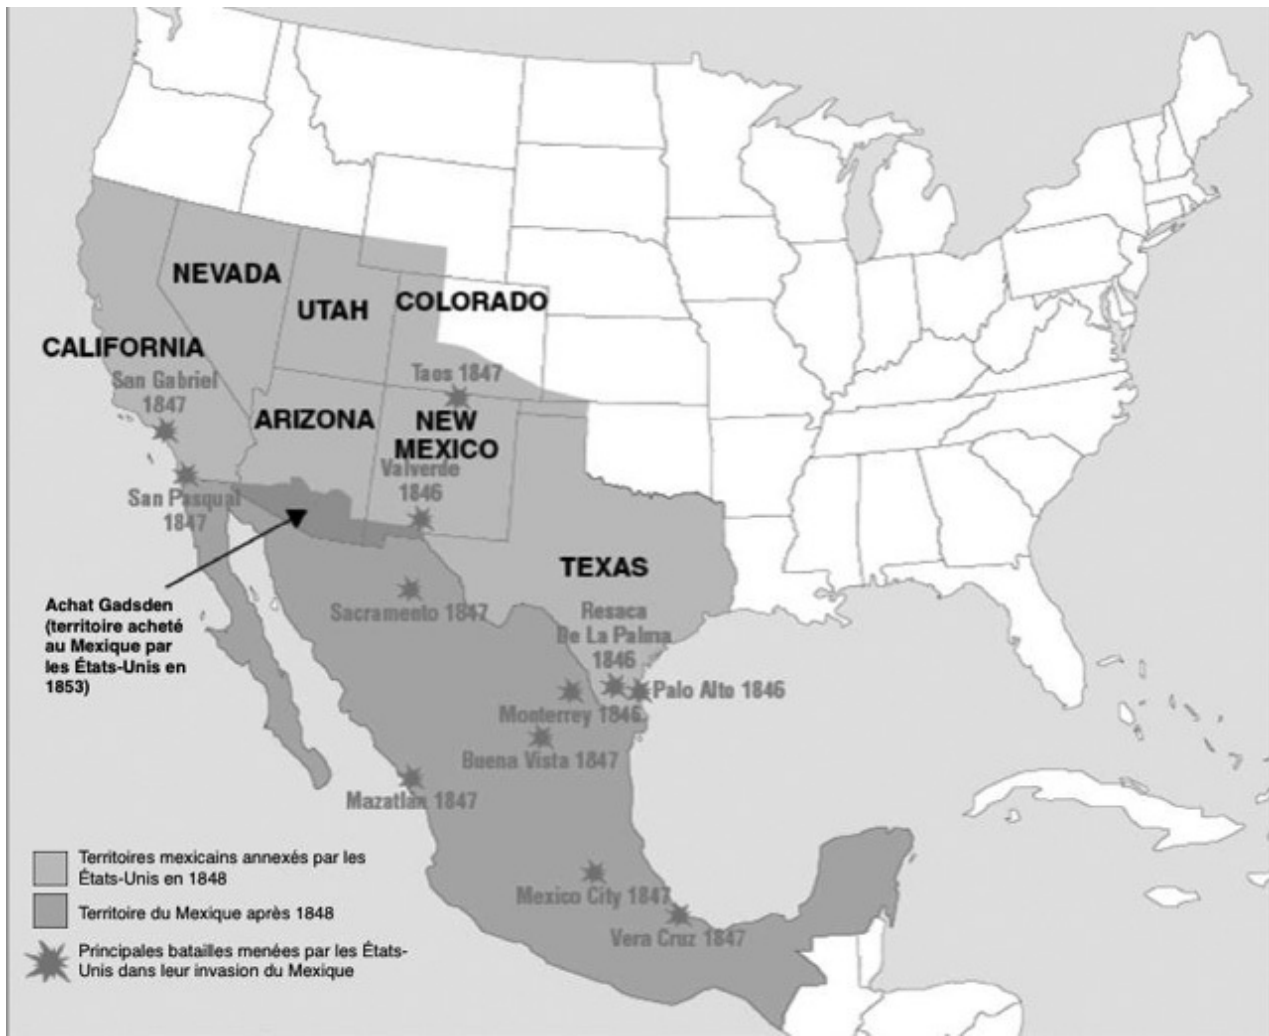 NEVADA
UTAH
COLORADO
CALIFORNIA
San Gabriel
1847
Taos 1847
ARIZONA
NEW
MEXICO
Valverde
1846
San Pasqual
1847
TEXAS
Achat Gadsden
(territoire acheté
au Mexique par
les États-Unis en
1853)
Sacramento 1847
Resaca
De La Palma
1846
Palo Alto 1846
Monterrey 1846
Buena Vista 1847
Mazatlán 1847
Mexico City 1847
Vera Cruz 1847
Territoires mexicains annexés par les
États-Unis en 1848
Territoire du Mexique après 1848
Principales batailles menées par les États-
Unis dans leur invasion du Mexique